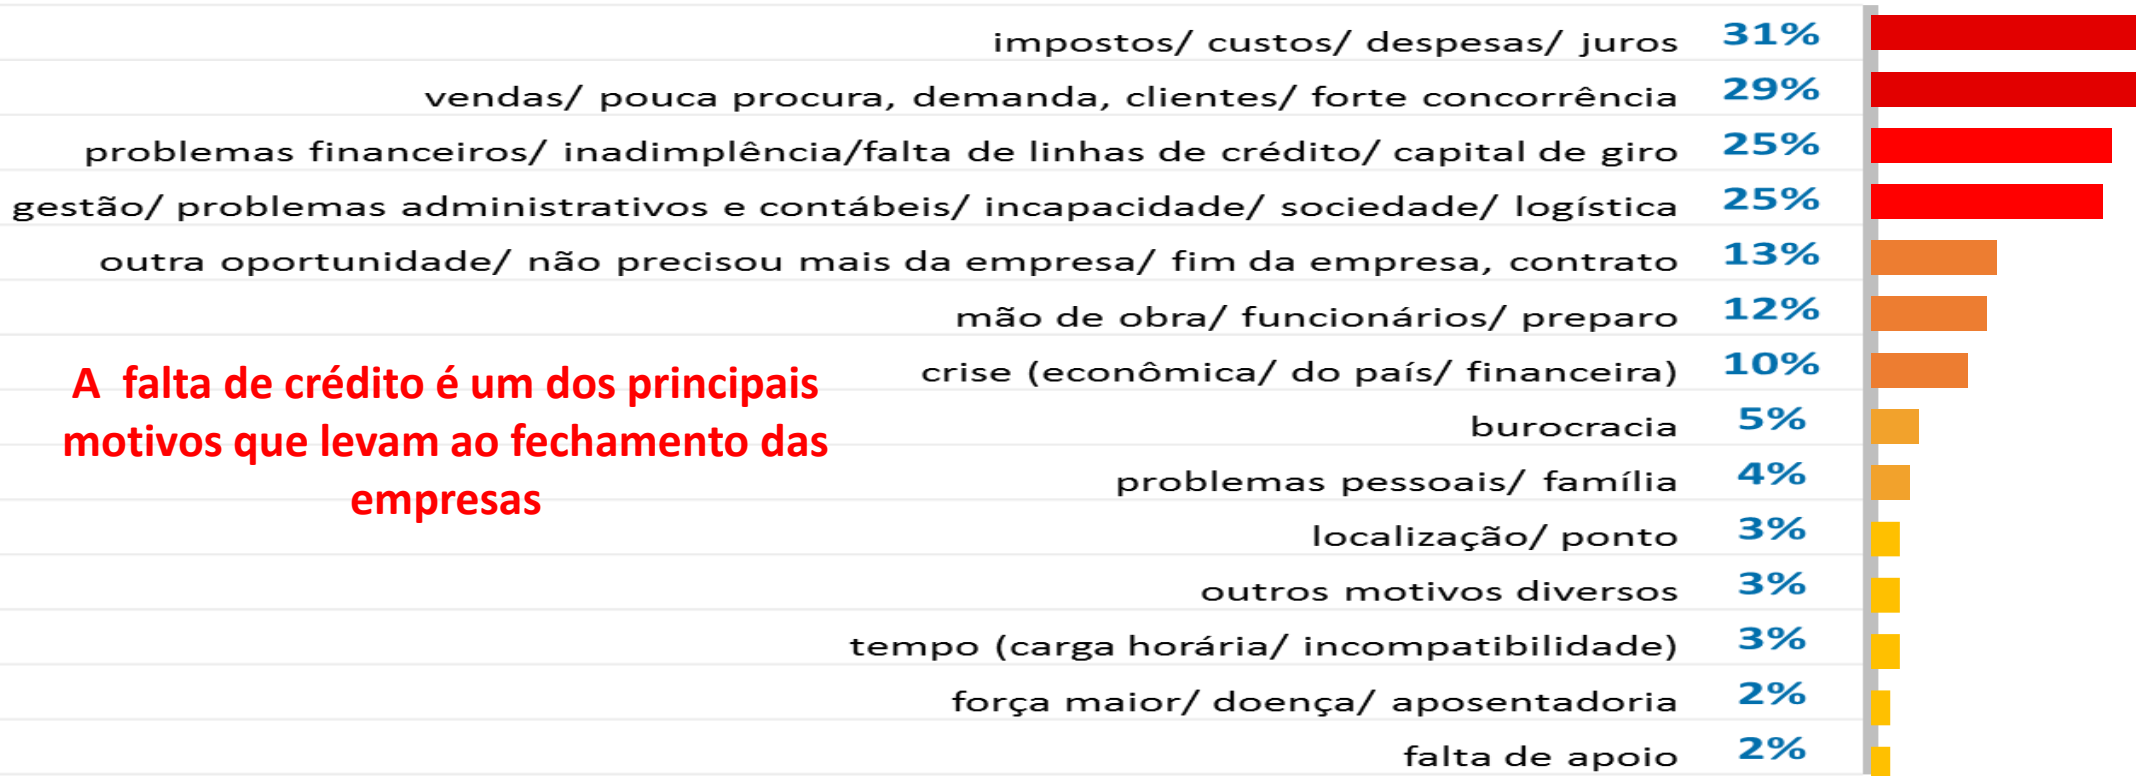 impostos/ custos/ despesas/ juros 31%
vendas/ pouca procura, demanda, clientes/ forte concorrência 29%
problemas financeiros/ inadimplência/falta de linhas de crédito/ capital de giro 25%
gestão/ problemas administrativos e contábeis/ incapacidade/ sociedade/ logística 25%
outra oportunidade/ não precisou mais da empresa/ fim da empresa, contrato 13%
mão de obra/ funcionários/ preparo 12%
crise (econômica/ do país/ financeira) 10%
burocracia 5%
problemas pessoais/ família 4%
localização/ ponto 3%
outros motivos diversos 3%
tempo (carga horária/ incompatibilidade) 3%
força maior/ doença/ aposentadoria 2%
falta de apoio 2%
A falta de crédito é um dos principais
motivos que levam ao fechamento das
empresas